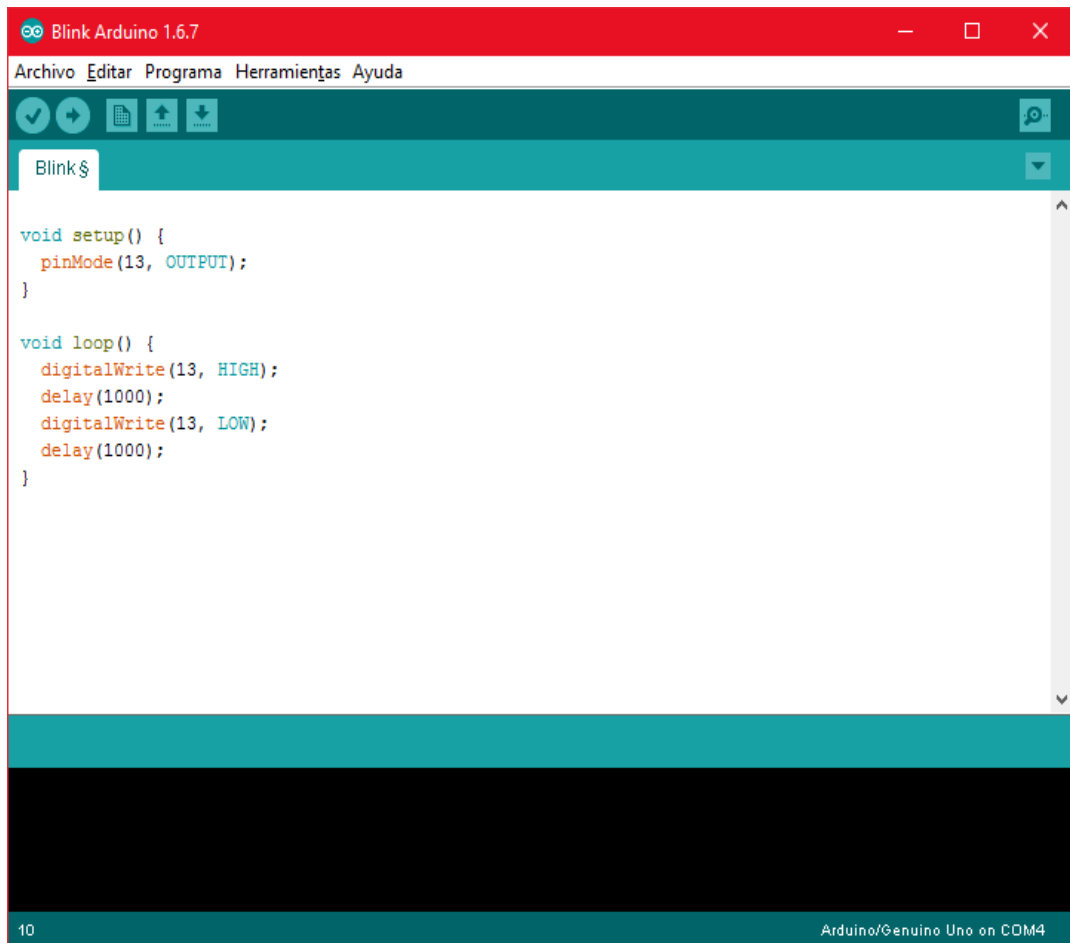 Blink Arduino 1.6.7
Archivo Editar Programa Herramientas Ayuda
Blink §
void setup() {
  pinMode(13, OUTPUT);
}
void loop() {
  digitalWrite(13, HIGH);
  delay(1000);
  digitalWrite(13, LOW);
  delay(1000);
}
10 Arduino/Genuino Uno on COM4